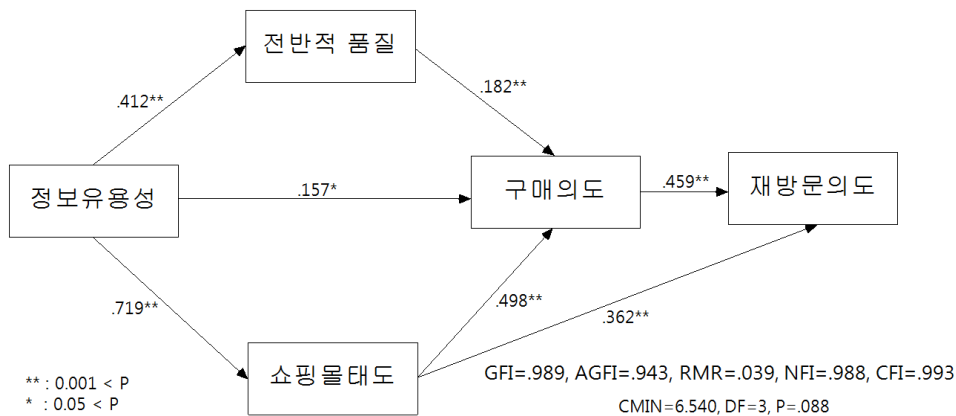 전반적 품질
.412**
.182**
정보유용성
.157*
구매의도
.459**
재방문의도
.719**
.498**
.362**
쇼핑몰태도
GFI=.989, AGFI=.943, RMR=.039, NFI=.988, CFI=.993
** : 0.001 < P
* : 0.05 < P
CMIN=6.540, DF=3, P=.088